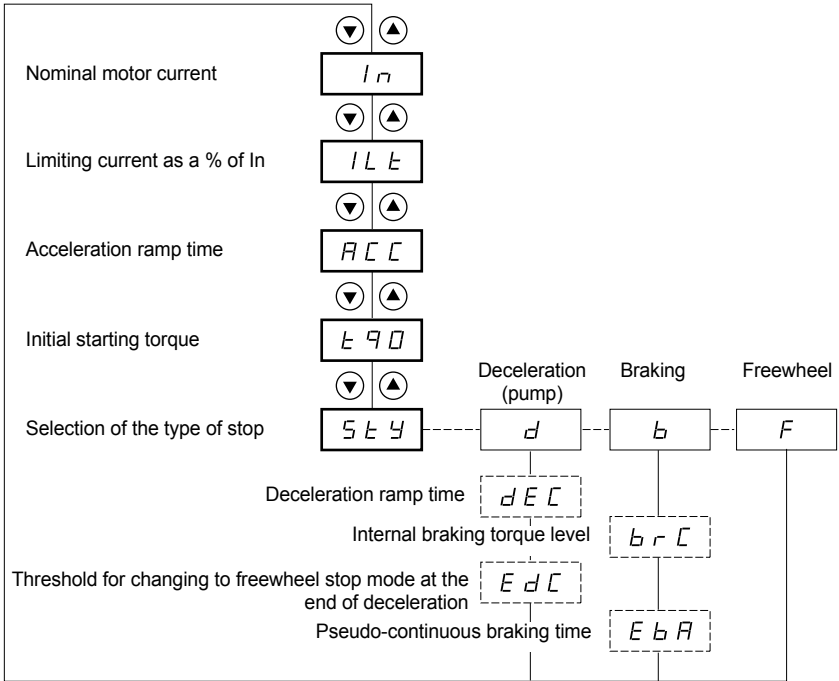 Nominal motor current
In
Limiting current as a % of In
ILt
Acceleration ramp time
ACC
Initial starting torque
tq0
Deceleration
(pump)
Braking
Freewheel
Selection of the type of stop
StY
d
b
F
Deceleration ramp time
dEC
Internal braking torque level
brC
Threshold for changing to freewheel stop mode at the
end of deceleration
EdC
Pseudo-continuous braking time
EbA